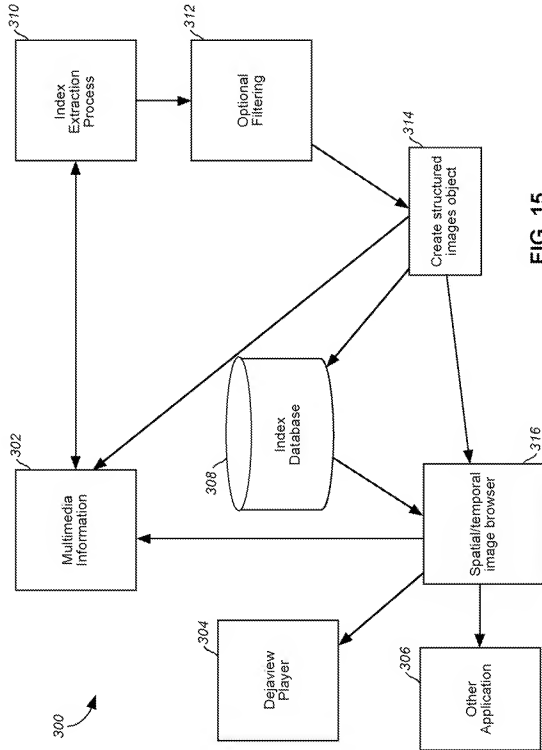 300
302
Multimedia
Information
310
Index
Extraction
Process
312
Optional
Filtering
304
Dejaview
Player
308
Index
Database
314
Create structured
images object
306
Other
Application
316
Spatial/temporal
image browser
FIG. 15